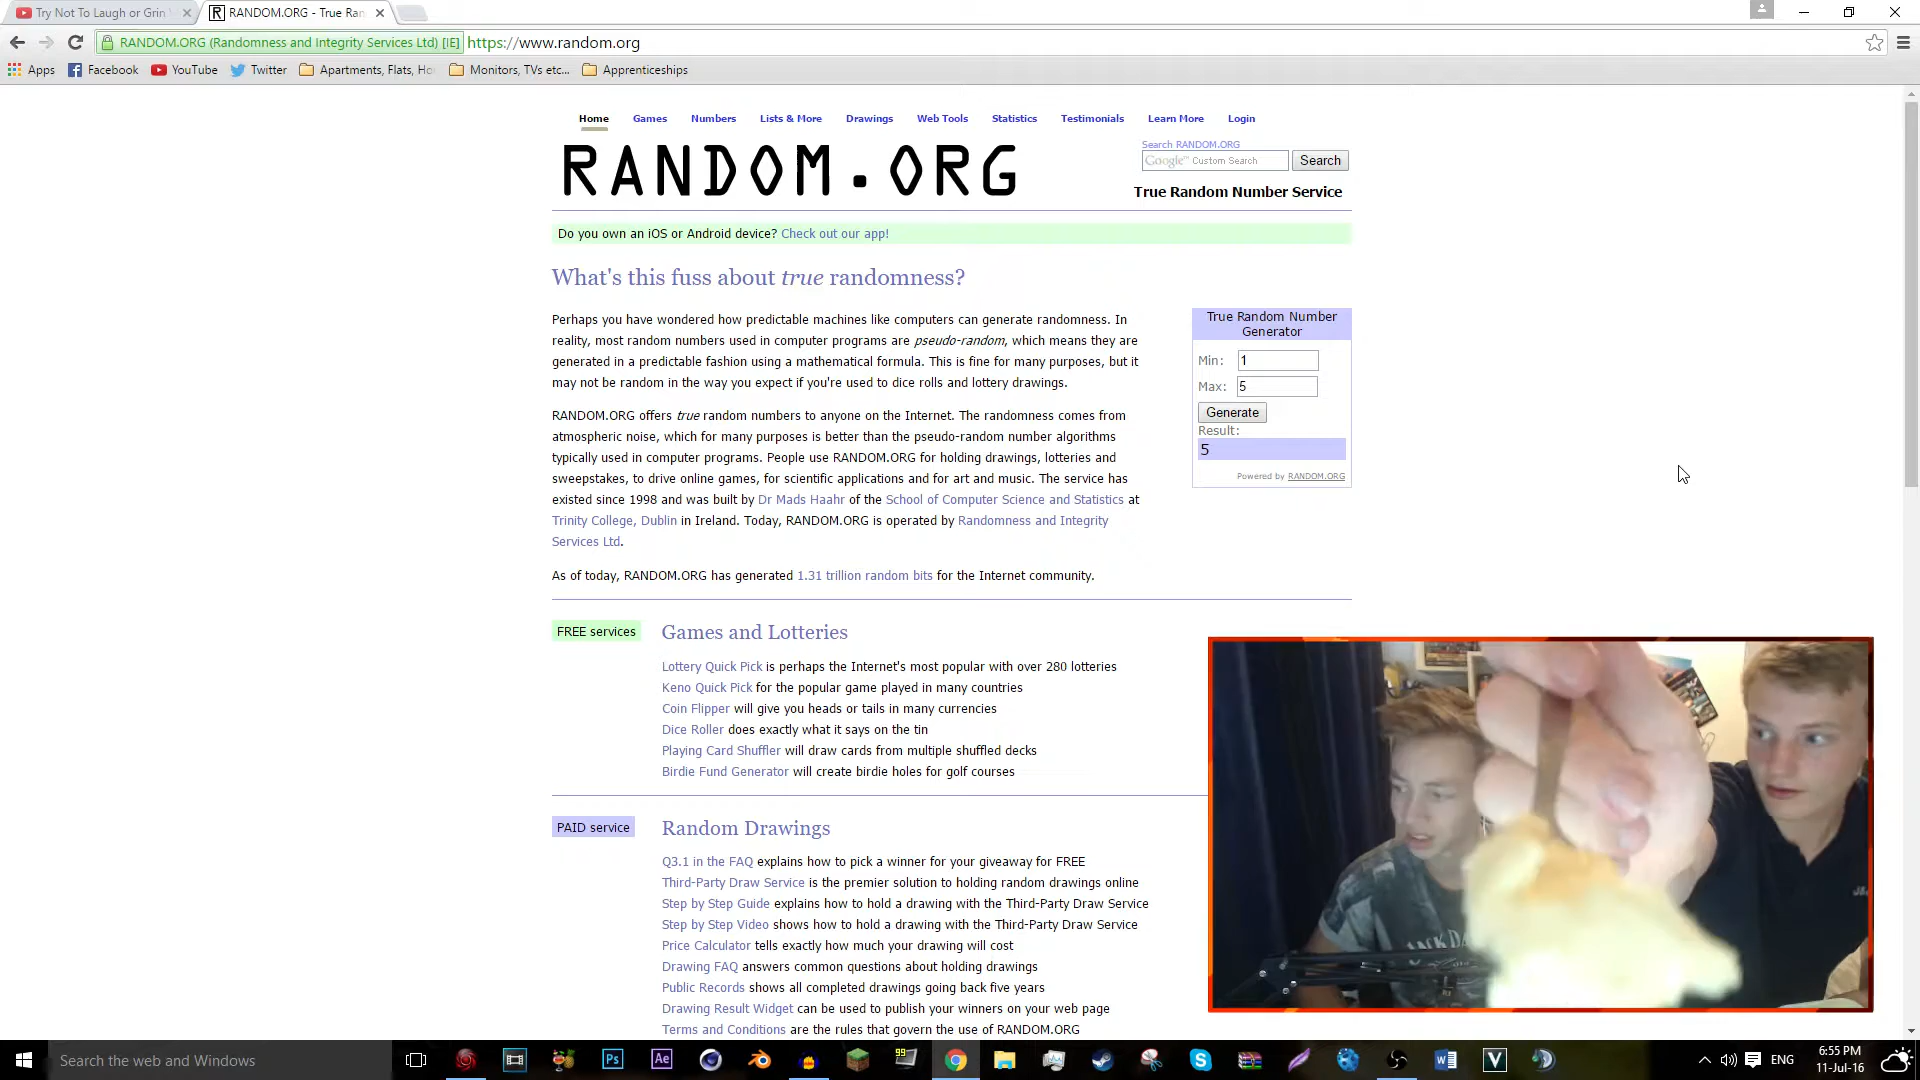 Try Not To Laugh or Grin
RANDOM.ORG - True Ran
RANDOM.ORG (Randomness and Integrity Services Ltd) [IE] https://www.random.org
Apps Facebook YouTube Twitter Apartments, Flats, Ho Monitors, TVs etc... Apprenticeships
Home Games Numbers Lists & More Drawings Web Tools Statistics Testimonials Learn More Login
RANDOM.ORG
Search RANDOM.ORG
Google™ Custom Search Search
True Random Number Service
Do you own an iOS or Android device? Check out our app!
What's this fuss about true randomness?
Perhaps you have wondered how predictable machines like computers can generate randomness. In
reality, most random numbers used in computer programs are pseudo-random, which means they are
generated in a predictable fashion using a mathematical formula. This is fine for many purposes, but it
may not be random in the way you expect if you're used to dice rolls and lottery drawings.
RANDOM.ORG offers true random numbers to anyone on the Internet. The randomness comes from
atmospheric noise, which for many purposes is better than the pseudo-random number algorithms
typically used in computer programs. People use RANDOM.ORG for holding drawings, lotteries and
sweepstakes, to drive online games, for scientific applications and for art and music. The service has
existed since 1998 and was built by Dr Mads Haahr of the School of Computer Science and Statistics at
Trinity College, Dublin in Ireland. Today, RANDOM.ORG is operated by Randomness and Integrity
Services Ltd.
As of today, RANDOM.ORG has generated 1.31 trillion random bits for the Internet community.
True Random Number
Generator
Min: 1
Max: 5
Generate
Result:
5
Powered by RANDOM.ORG
FREE services
Games and Lotteries
Lottery Quick Pick is perhaps the Internet's most popular with over 280 lotteries
Keno Quick Pick for the popular game played in many countries
Coin Flipper will give you heads or tails in many currencies
Dice Roller does exactly what it says on the tin
Playing Card Shuffler will draw cards from multiple shuffled decks
Birdie Fund Generator will create birdie holes for golf courses
PAID service
Random Drawings
Q3.1 in the FAQ explains how to pick a winner for your giveaway for FREE
Third-Party Draw Service is the premier solution to holding random drawings online
Step by Step Guide explains how to hold a drawing with the Third-Party Draw Service
Step by Step Video shows how to hold a drawing with the Third-Party Draw Service
Price Calculator tells exactly how much your drawing will cost
Drawing FAQ answers common questions about holding drawings
Public Records shows all completed drawings going back five years
Drawing Result Widget can be used to publish your winners on your web page
Terms and Conditions are the rules that govern the use of RANDOM.ORG
Search the web and Windows
Ps
Ae
99
ENG
6:55 PM
11-Jul-16